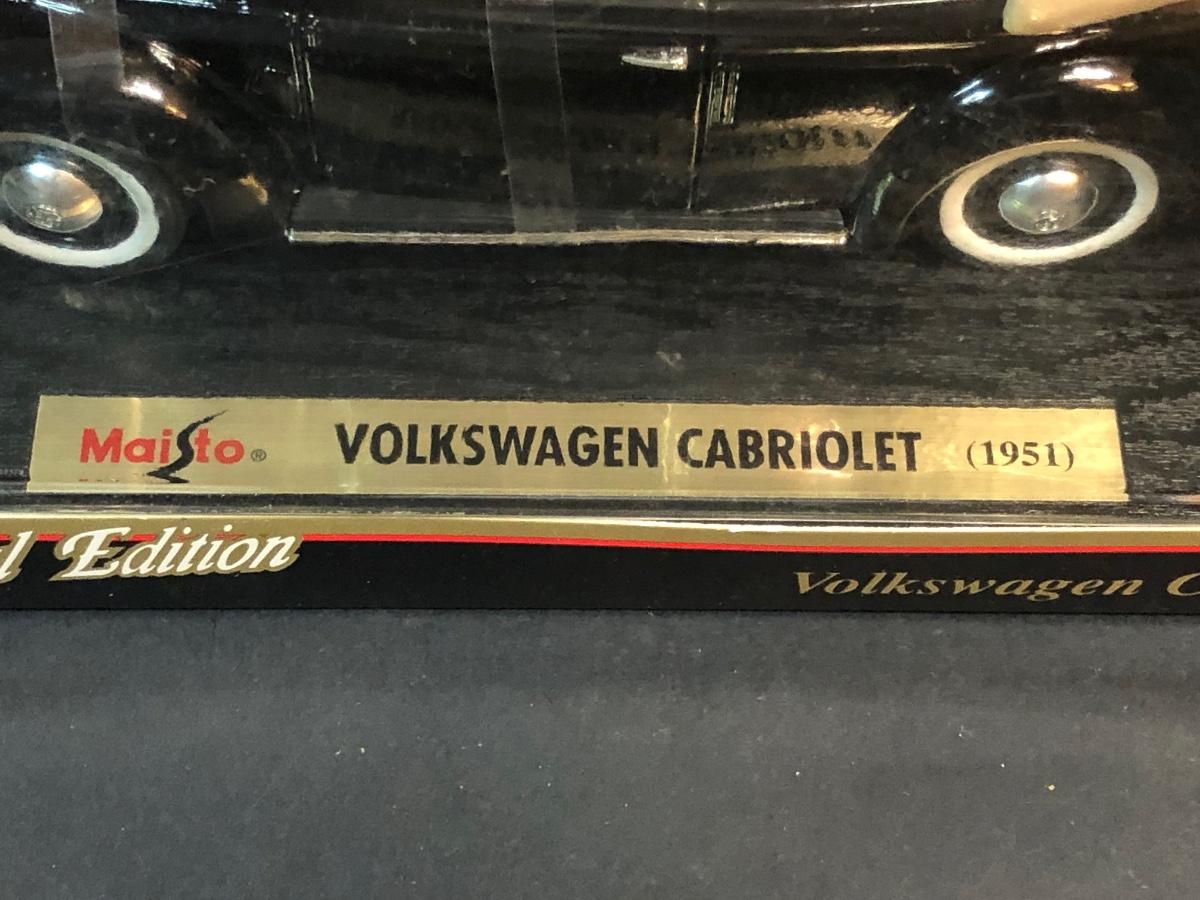 Maisto® VOLKSWAGEN CABRIOLET (1951)
l Edition
Volkswagen C